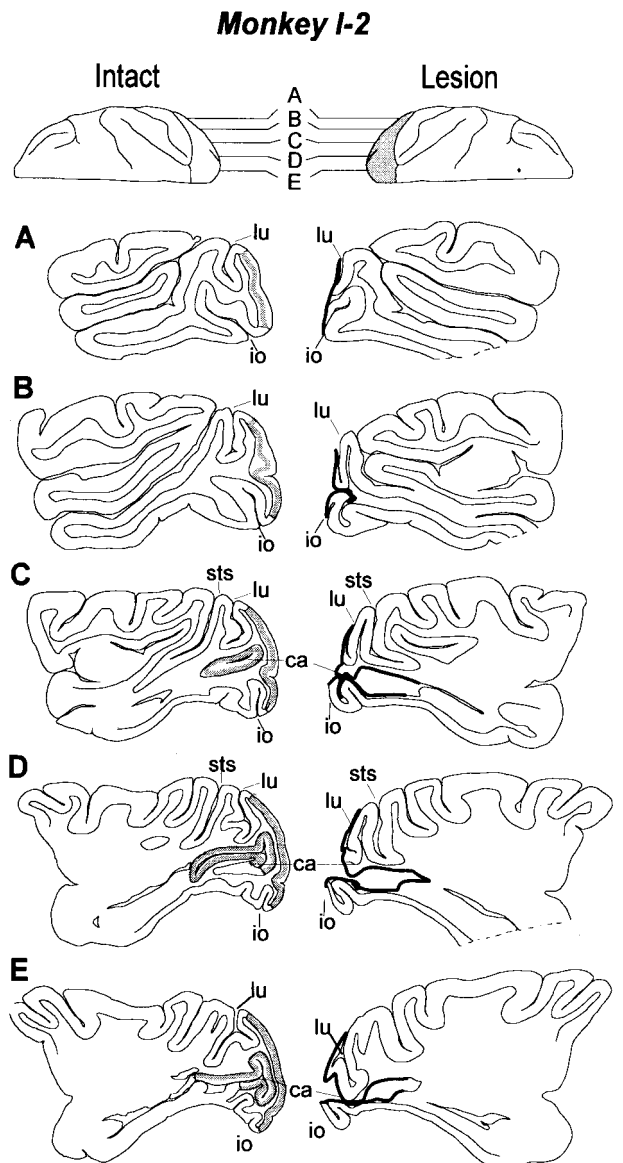 Monkey I-2
Intact Lesion
A
B
C
D
E
A lu lu
io io
B lu lu
io io
C sts lu sts lu
ca
io io
D sts lu sts lu
ca
io io
E lu lu
ca
io io